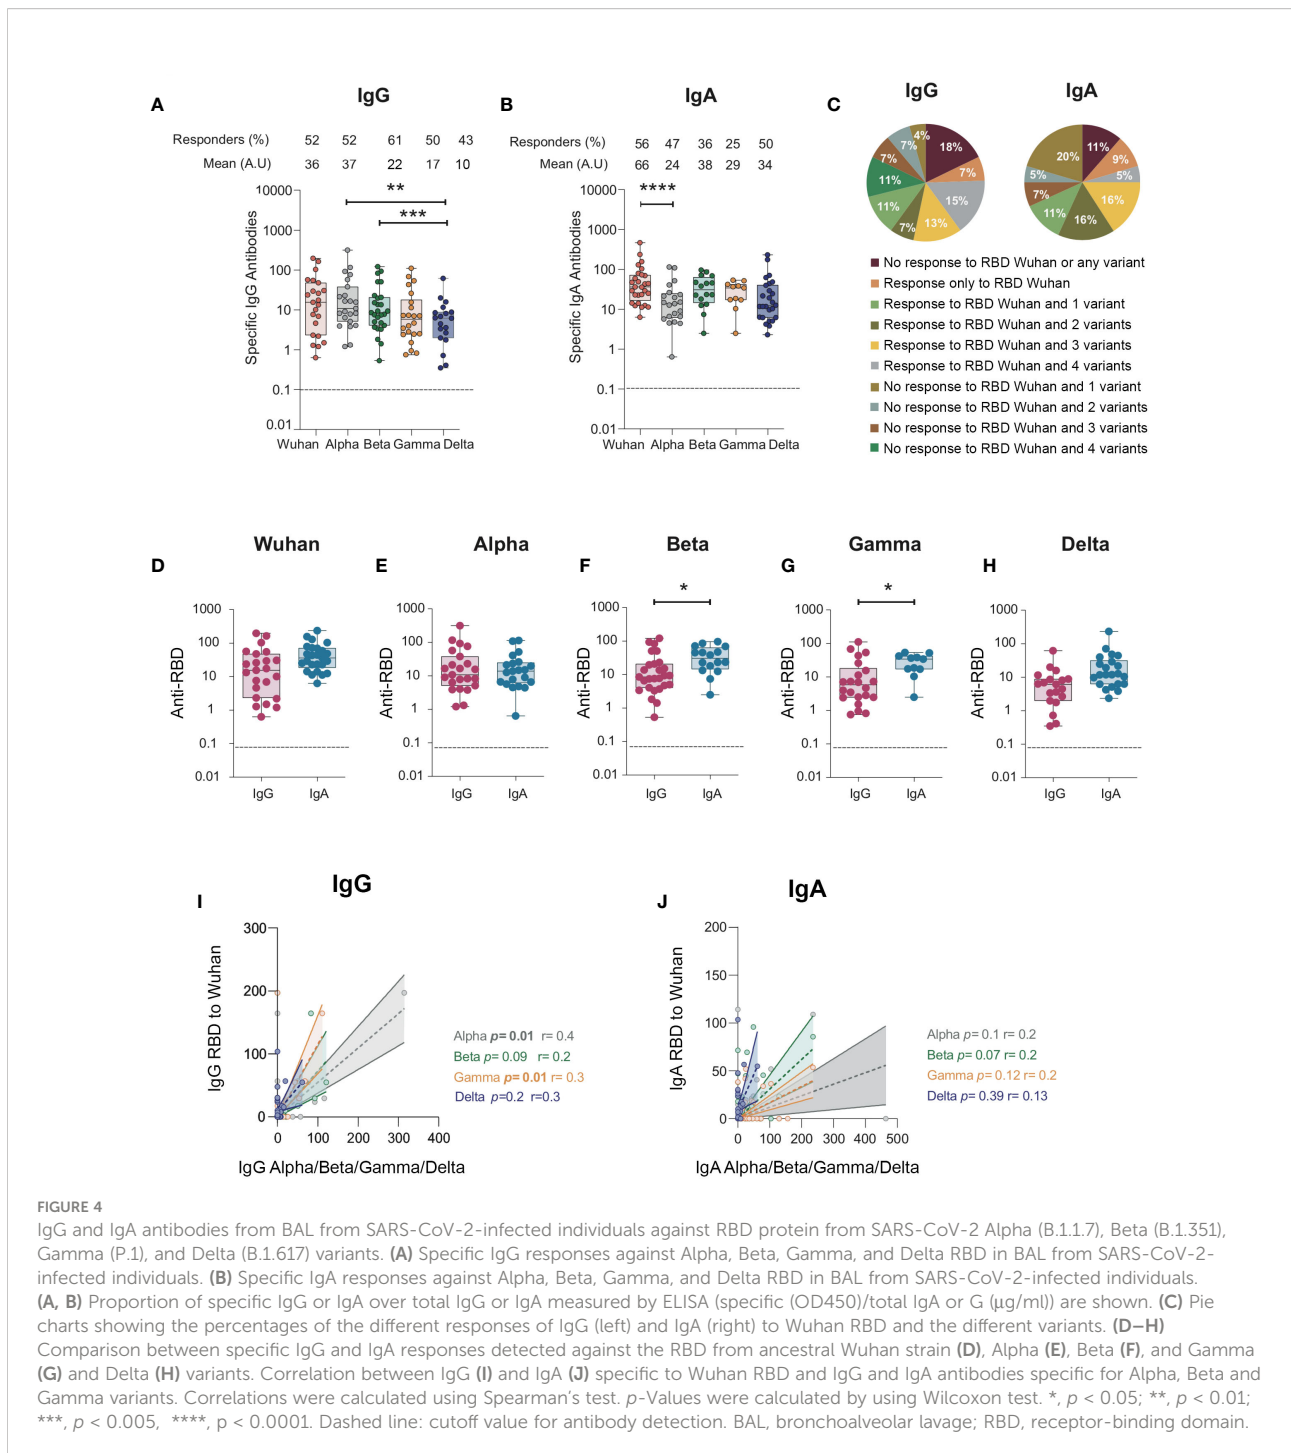 A
IgG
Responders (%) 52 52 61 50 43
Mean (A.U) 36 37 22 17 10
**
***
Specific IgG Antibodies
10000
1000
100
10
1
0.1
0.01
Wuhan Alpha Beta Gamma Delta
B
IgA
Responders (%) 56 47 36 25 50
Mean (A.U) 66 24 38 29 34
****
Specific IgA Antibodies
10000
1000
100
10
1
0.1
0.01
Wuhan Alpha Beta Gamma Delta
C
IgG
18%
7%
15%
13%
7%
11%
11%
7%
7%
4%
IgA
11%
9%
5%
16%
16%
11%
7%
5%
20%
No response to RBD Wuhan or any variant
Response only to RBD Wuhan
Response to RBD Wuhan and 1 variant
Response to RBD Wuhan and 2 variants
Response to RBD Wuhan and 3 variants
Response to RBD Wuhan and 4 variants
No response to RBD Wuhan and 1 variant
No response to RBD Wuhan and 2 variants
No response to RBD Wuhan and 3 variants
No response to RBD Wuhan and 4 variants
D
Wuhan
Anti-RBD
1000
100
10
1
0.1
0.01
IgG IgA
E
Alpha
Anti-RBD
1000
100
10
1
0.1
0.01
IgG IgA
F
Beta
*
Anti-RBD
1000
100
10
1
0.1
0.01
IgG IgA
G
Gamma
*
Anti-RBD
1000
100
10
1
0.1
0.01
IgG IgA
H
Delta
Anti-RBD
1000
100
10
1
0.1
0.01
IgG IgA
I
IgG
IgG RBD to Wuhan
300
200
100
0
0 100 200 300 400
IgG Alpha/Beta/Gamma/Delta
Alpha p= 0.01 r= 0.4
Beta p= 0.09 r= 0.2
Gamma p= 0.01 r= 0.3
Delta p=0.2 r=0.3
J
IgA
IgA RBD to Wuhan
200
150
100
50
0
0 100 200 300 400 500
IgA Alpha/Beta/Gamma/Delta
Alpha p= 0.1 r= 0.2
Beta p= 0.07 r= 0.2
Gamma p= 0.12 r= 0.2
Delta p= 0.39 r= 0.13
FIGURE 4
IgG and IgA antibodies from BAL from SARS-CoV-2-infected individuals against RBD protein from SARS-CoV-2 Alpha (B.1.1.7), Beta (B.1.351),
Gamma (P.1), and Delta (B.1.617) variants. (A) Specific IgG responses against Alpha, Beta, Gamma, and Delta RBD in BAL from SARS-CoV-2-
infected individuals. (B) Specific IgA responses against Alpha, Beta, Gamma, and Delta RBD in BAL from SARS-CoV-2-infected individuals.
(A, B) Proportion of specific IgG or IgA over total IgG or IgA measured by ELISA (specific (OD450)/total IgA or G (μg/ml)) are shown. (C) Pie
charts showing the percentages of the different responses of IgG (left) and IgA (right) to Wuhan RBD and the different variants. (D–H)
Comparison between specific IgG and IgA responses detected against the RBD from ancestral Wuhan strain (D), Alpha (E), Beta (F), and Gamma
(G) and Delta (H) variants. Correlation between IgG (I) and IgA (J) specific to Wuhan RBD and IgG and IgA antibodies specific for Alpha, Beta and
Gamma variants. Correlations were calculated using Spearman's test. p-Values were calculated by using Wilcoxon test. *, p < 0.05; **, p < 0.01;
***, p < 0.005, ****, p < 0.0001. Dashed line: cutoff value for antibody detection. BAL, bronchoalveolar lavage; RBD, receptor-binding domain.